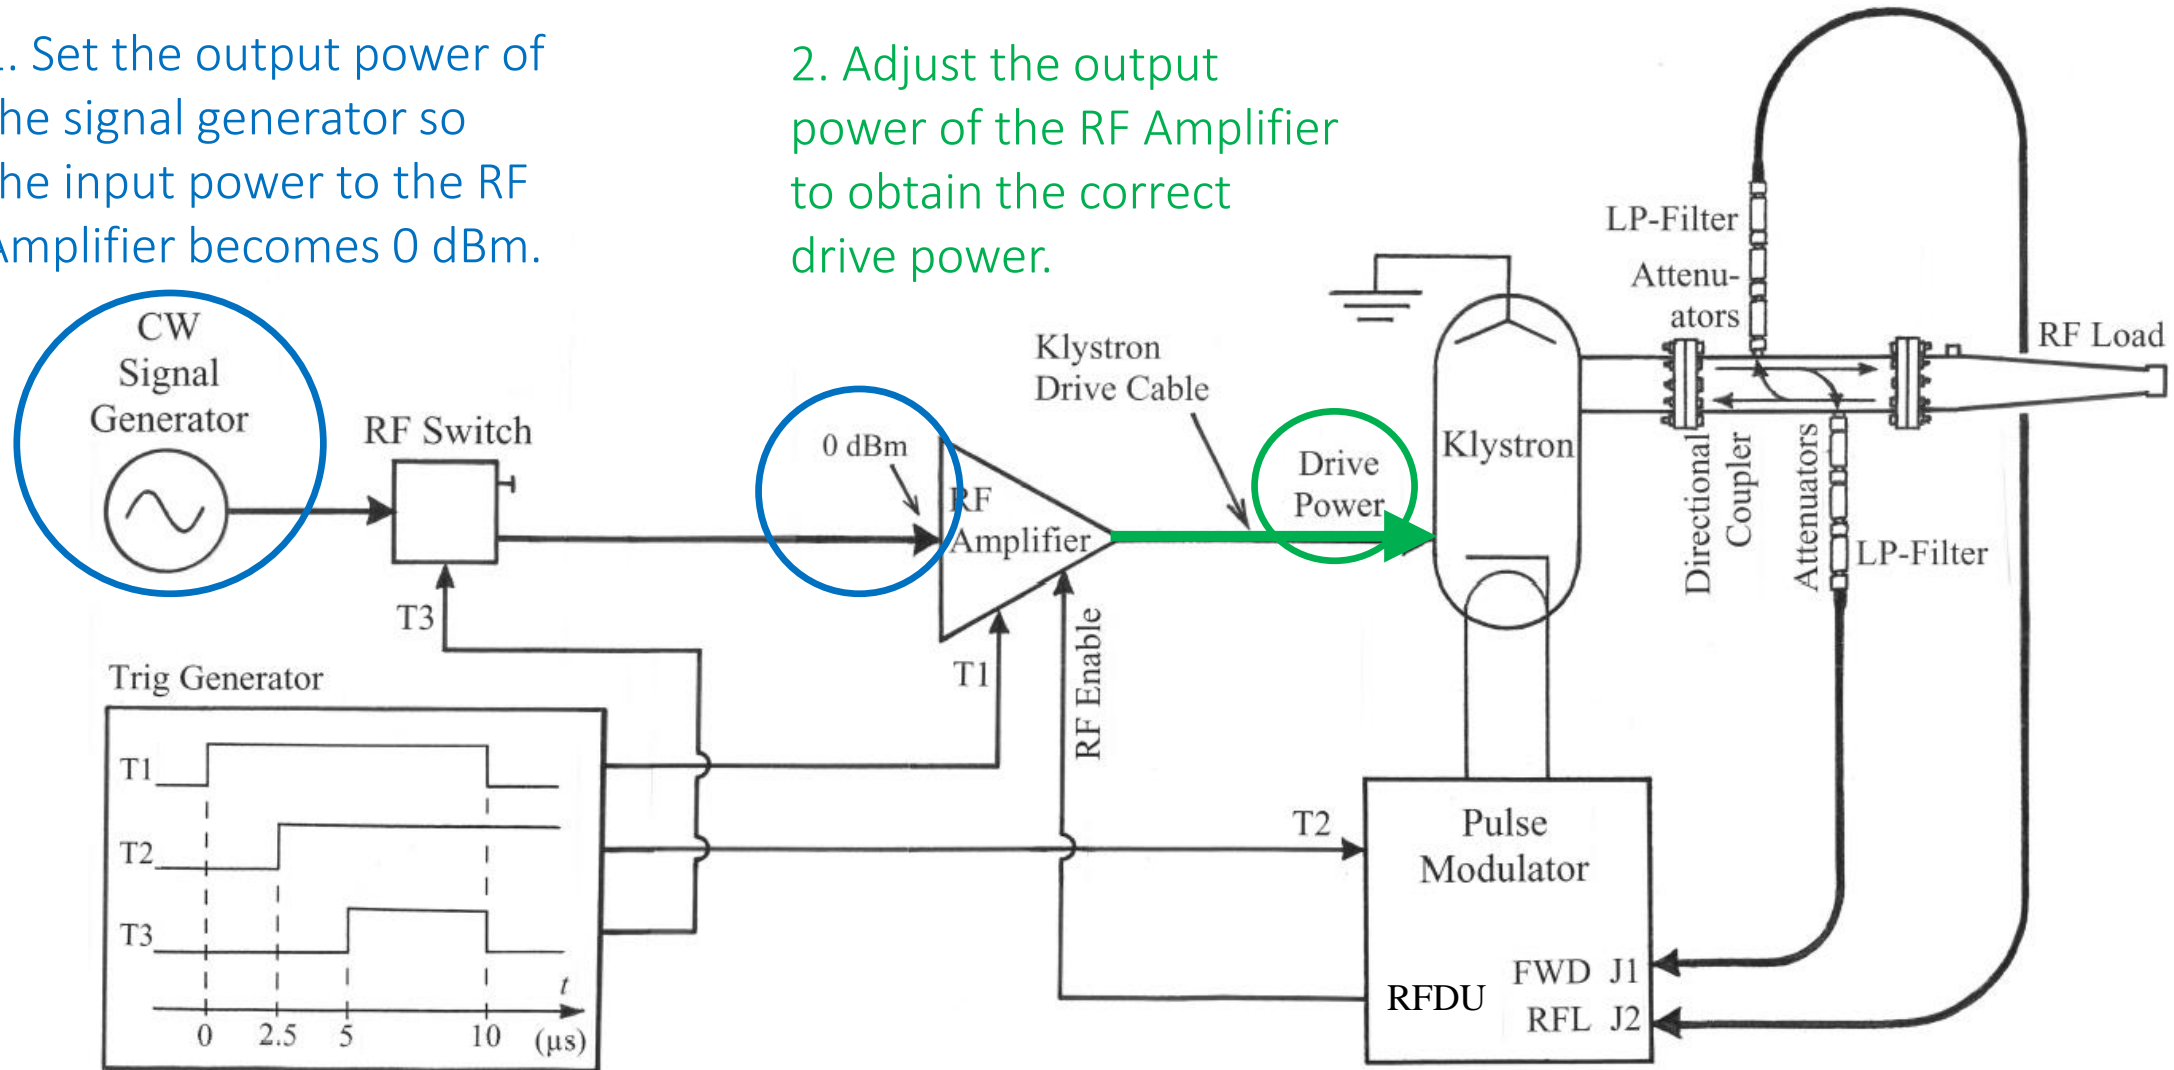 . Set the output power of
he signal generator so
he input power to the RF
Amplifier becomes 0 dBm.
2. Adjust the output
power of the RF Amplifier
to obtain the correct
drive power.
CW
Signal
Generator
RF Switch
0 dBm
RF
Amplifier
Klystron
Drive Cable
Drive
Power
Klystron
LP-Filter
Attenu-
ators
RF Load
Directional
Coupler
Attenuators
LP-Filter
T3
T1
RF Enable
Trig Generator
T1
T2
T3
t
0 2.5 5 10 (µs)
T2
Pulse
Modulator
FWD J1
RFDU
RFL J2